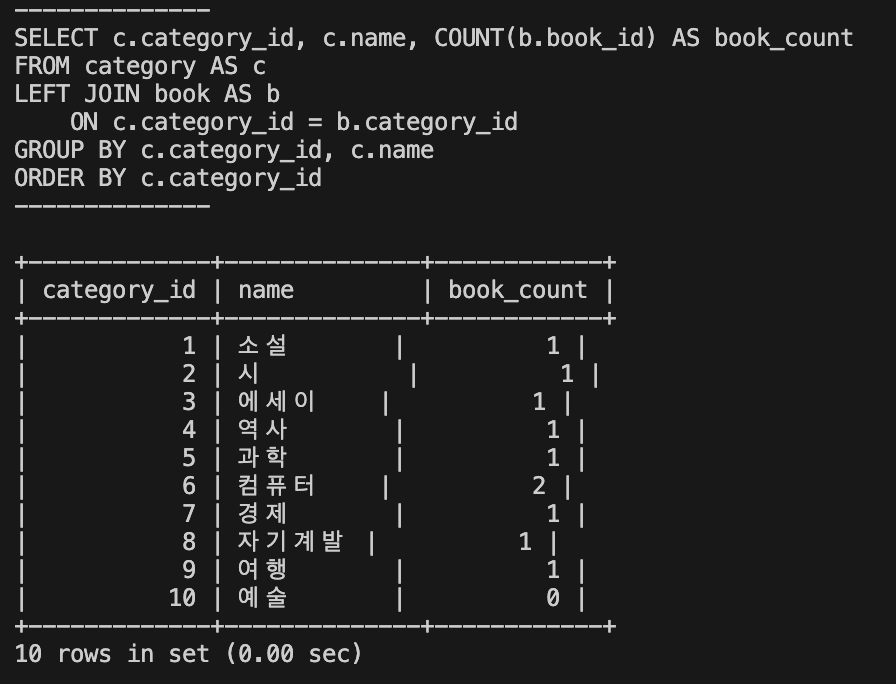 --------------
SELECT c.category_id, c.name, COUNT(b.book_id) AS book_count
FROM category AS c
LEFT JOIN book AS b
    ON c.category_id = b.category_id
GROUP BY c.category_id, c.name
ORDER BY c.category_id
--------------
+-------------+--------------+------------+
| category_id | name         | book_count |
+-------------+--------------+------------+
|           1 | 소설        |          1 |
|           2 | 시           |          1 |
|           3 | 에세이     |          1 |
|           4 | 역사        |          1 |
|           5 | 과학        |          1 |
|           6 | 컴퓨터     |          2 |
|           7 | 경제        |          1 |
|           8 | 자기계발  |          1 |
|           9 | 여행        |          1 |
|          10 | 예술        |          0 |
+-------------+--------------+------------+
10 rows in set (0.00 sec)